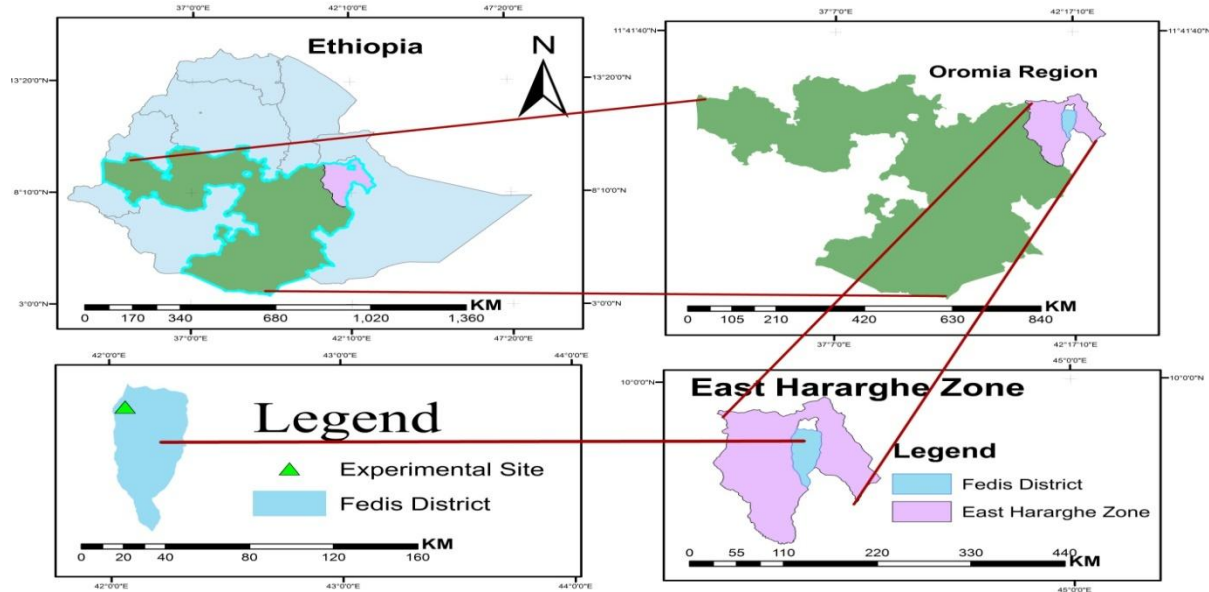 37°0'0"E 42°10'0"E 47°20'0"E
Ethiopia
N
13°20'0"N 13°20'0"N
8°10'0"N 8°10'0"N
3°0'0"N 3°0'0"N
KM
0 170 340 680 1,020 1,360
37°0'0"E 42°10'0"E 47°20'0"E
37°7'0"E 42°17'10"E
11°41'40"N 11°41'40"N
Oromia Region
KM
0 105 210 420 630 840
37°7'0"E 42°17'10"E
42°0'0"E 43°0'0"E 44°0'0"E
Legend
Experimental Site
Fedis District
KM
0 20 40 80 120 160
42°0'0"E 43°0'0"E 44°0'0"E
45°0'0"E
10°0'0"N 10°0'0"N
East Hararghe Zone
Legend
Fedis District
East Hararghe Zone
KM
0 55 110 220 330 440
45°0'0"E